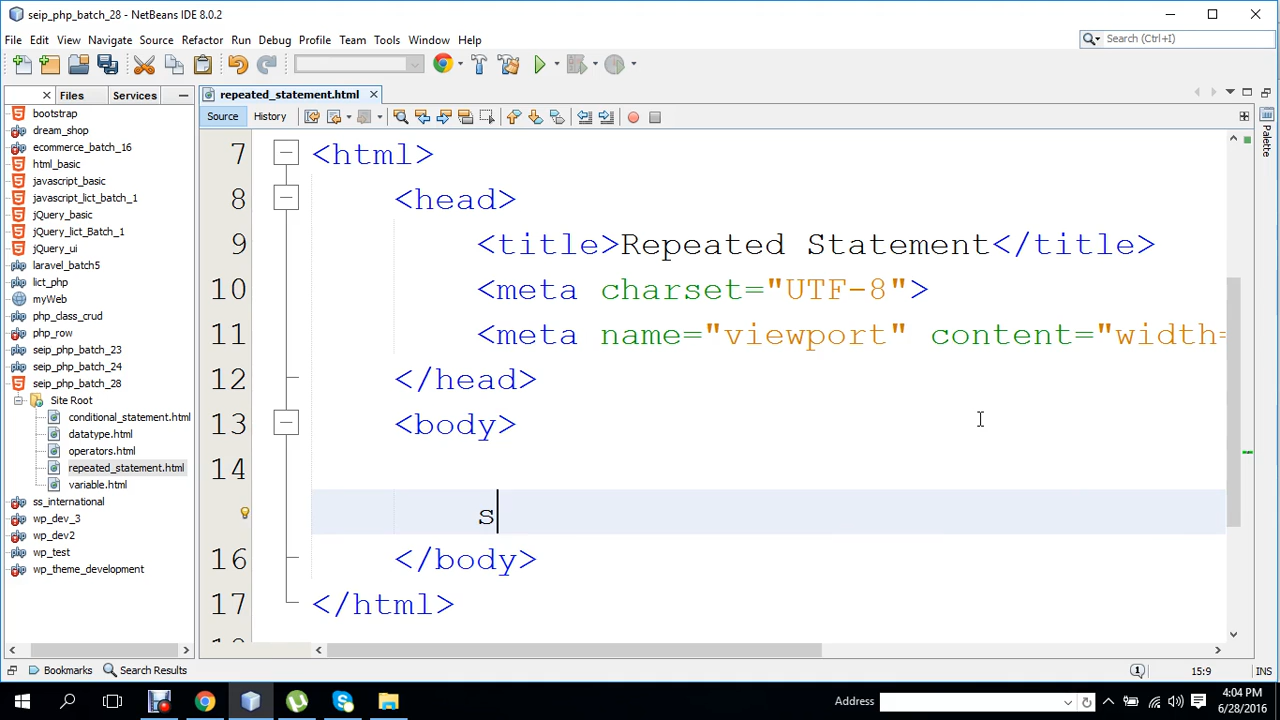 seip_php_batch_28 - NetBeans IDE 8.0.2
File Edit View Navigate Source Refactor Run Debug Profile Team Tools Window Help
Search (Ctrl+I)
Files Services
repeated_statement.html
Source History
Palette
bootstrap
dream_shop
ecommerce_batch_16
html_basic
javascript_basic
javascript_lict_batch_1
jQuery_basic
jQuery_lict_Batch_1
jQuery_ui
laravel_batch5
lict_php
myWeb
php_class_crud
php_row
seip_php_batch_23
seip_php_batch_24
seip_php_batch_28
Site Root
conditional_statement.html
datatype.html
operators.html
repeated_statement.html
variable.html
ss_international
wp_dev_3
wp_dev2
wp_test
wp_theme_development
7 <html>
8 <head>
9 <title>Repeated Statement</title>
10 <meta charset="UTF-8">
11 <meta name="viewport" content="width=
12 </head>
13 <body>
14
s
16 </body>
17 </html>
Bookmarks Search Results
1 15:9 INS
Address
4:04 PM
6/28/2016